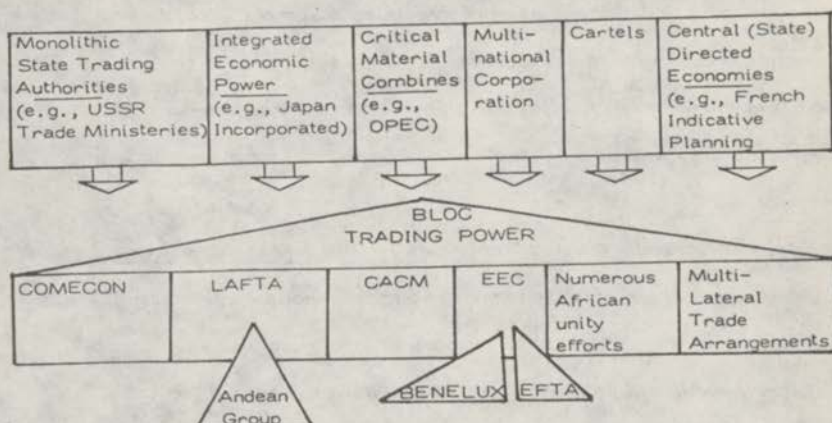 Monolithic
State Trading
Authorities
(e.g., USSR
Trade Ministeries)
Integrated
Economic
Power
(e.g., Japan
Incorporated)
Critical
Material
Combines
(e.g.,
OPEC)
Multi-
national
Corpo-
ration
Cartels
Central (State)
Directed
Economies
(e.g., French
Indicative
Planning
BLOC
TRADING POWER
COMECON
LAFTA
CACM
EEC
Numerous
African
unity
efforts
Multi-
Lateral
Trade
Arrangements
Andean
Group
BENELUX
EFTA